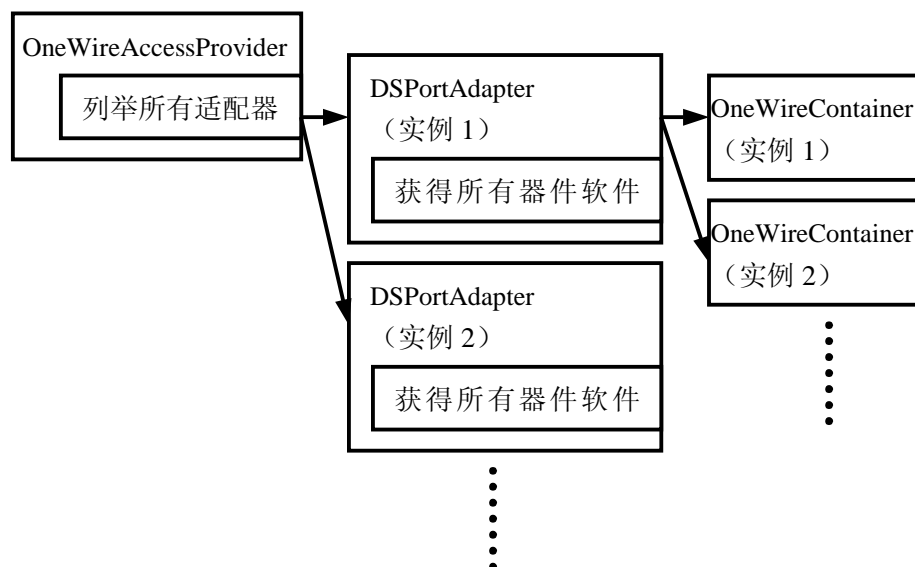 OneWireAccessProvider
列举所有适配器
DSPortAdapter
（实例 1）
获得所有器件软件
DSPortAdapter
（实例 2）
获得所有器件软件
OneWireContainer
（实例 1）
OneWireContainer
（实例 2）